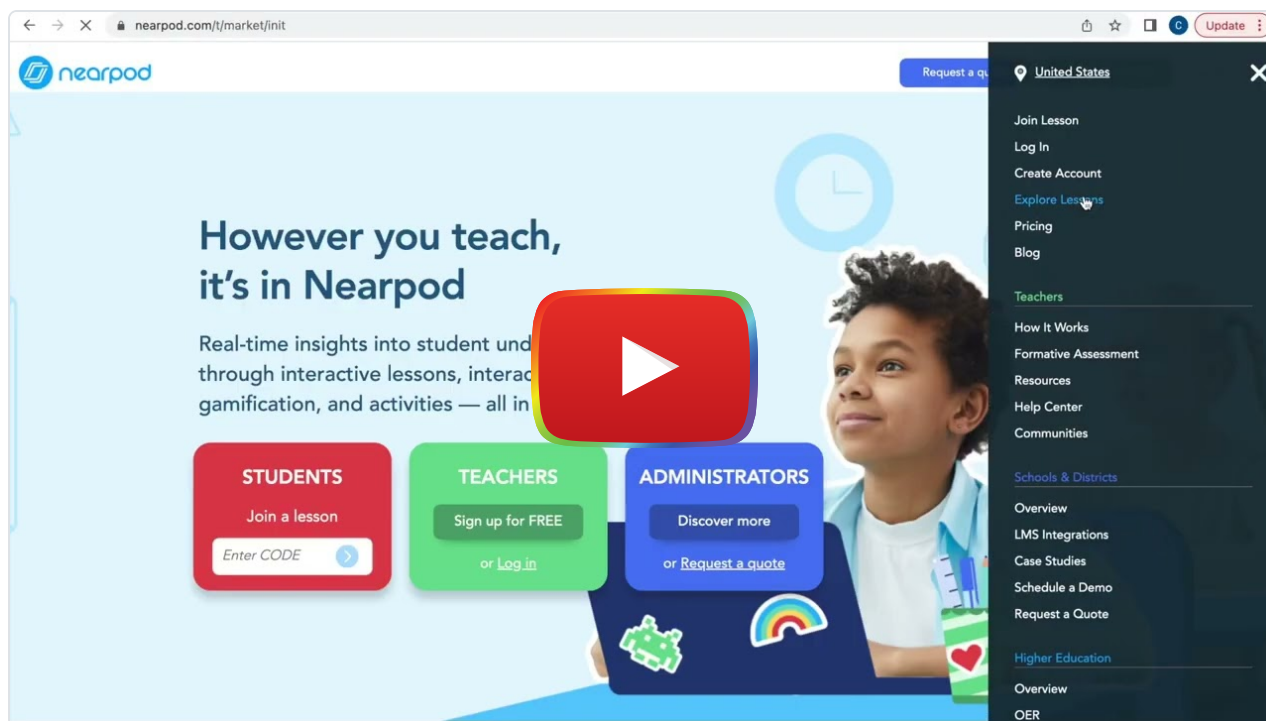 nearpod.com/t/market/init
C
Update
nearpod
Request a
United States
Join Lesson
Log In
Create Account
Explore Lessons
Pricing
Blog
However you teach,
it's in Nearpod
Real-time insights into student
through interactive lessons,
gamification, and activities — all in
STUDENTS
Join a lesson
Enter CODE
TEACHERS
Sign up for FREE
or Log in
ADMINISTRATORS
Discover more
or Request a quote
Teachers
How It Works
Formative Assessment
Resources
Help Center
Communities
Schools & Districts
Overview
LMS Integrations
Case Studies
Schedule a Demo
Request a Quote
Higher Education
Overview
OER